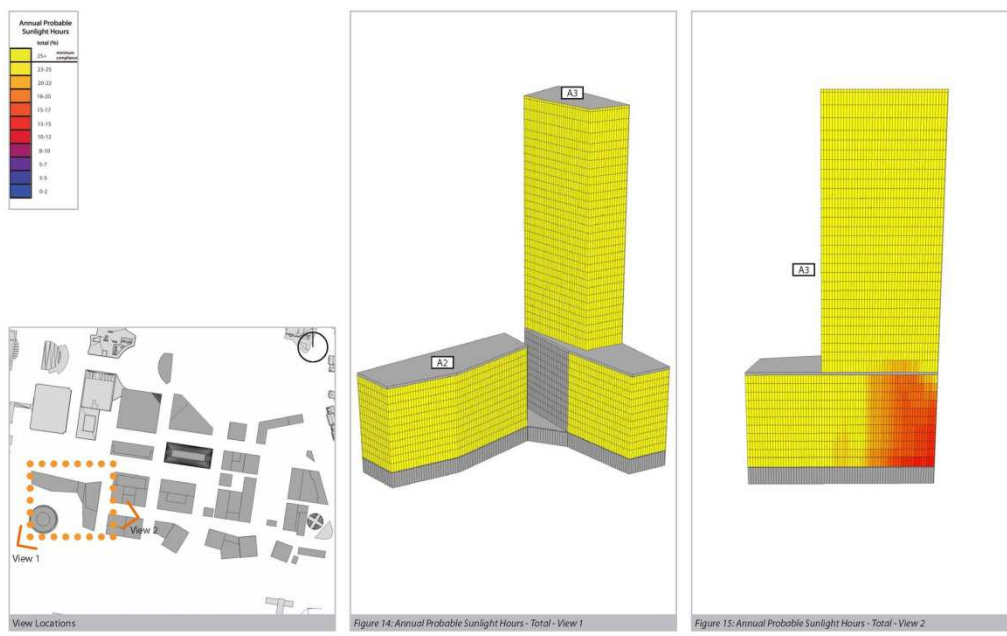 Annual Probable
Sunlight Hours
total (%)
25+ minimum
compliance
23-25
20-22
18-20
15-17
13-15
10-12
8-10
5-7
3-5
0-2
View 1
View 2
View Locations
A3
A2
Figure 14: Annual Probable Sunlight Hours - Total - View 1
A3
Figure 15: Annual Probable Sunlight Hours - Total - View 2